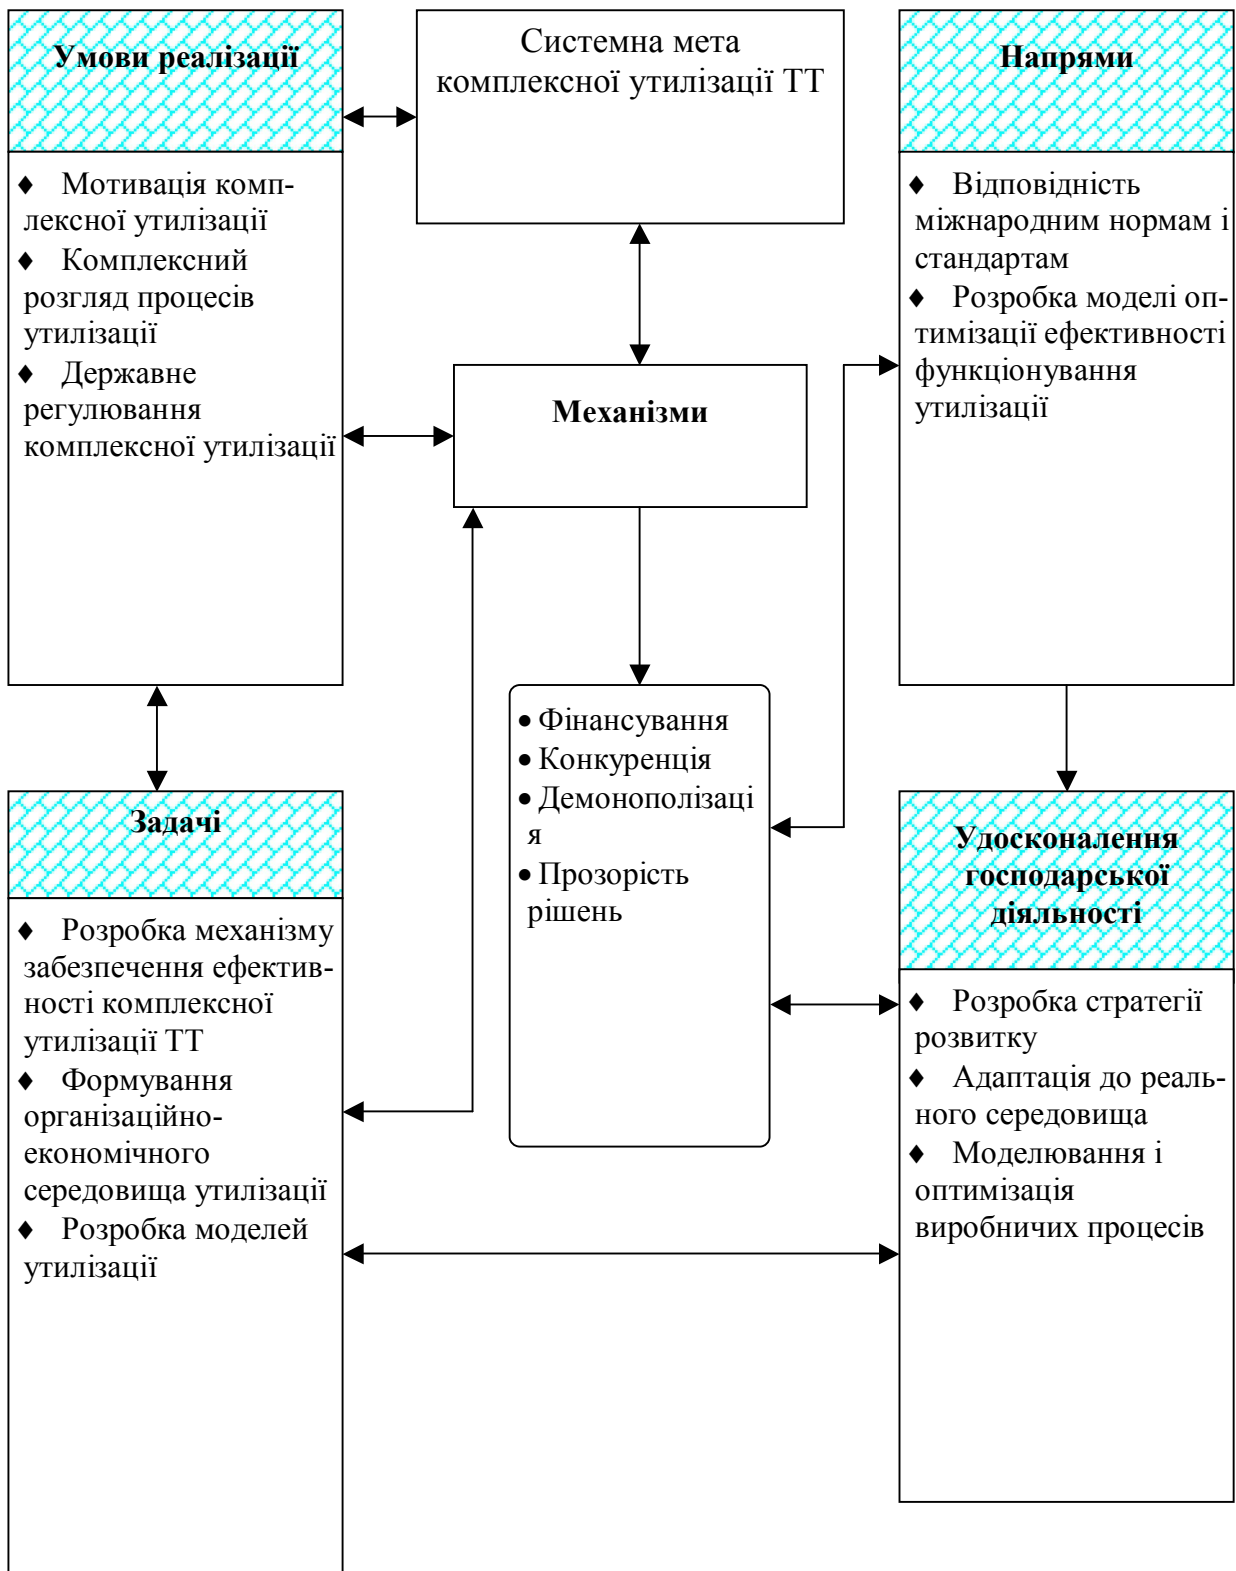 Умови реалізації
♦ Мотивація комп-
лексної утилізації
♦ Комплексний
розгляд процесів
утилізації
♦ Державне
регулювання
комплексної утилізації
Системна мета
комплексної утилізації ТТ
Напрями
♦ Відповідність
міжнародним нормам і
стандартам
♦ Розробка моделі оп-
тимізації ефективності
функціонування
утилізації
Механізми
• Фінансування
• Конкуренція
• Демонополізаці
я
• Прозорість
рішень
Задачі
♦ Розробка механізму
забезпечення ефектив-
ності комплексної
утилізації ТТ
♦ Формування
організаційно-
економічного
середовища утилізації
♦ Розробка моделей
утилізації
Удосконалення
господарської
діяльності
♦ Розробка стратегії
розвитку
♦ Адаптація до реаль-
ного середовища
♦ Моделювання і
оптимізація
виробничих процесів